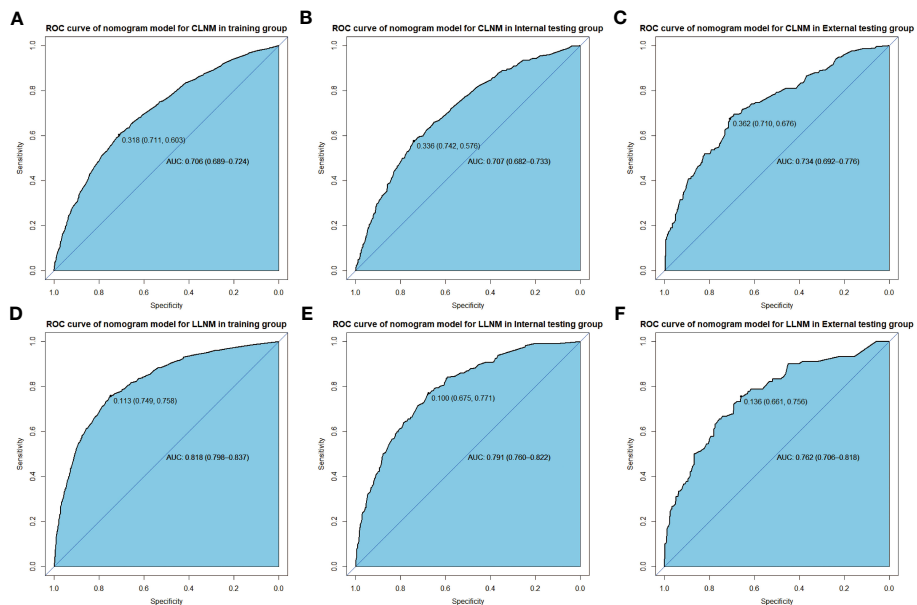 A
ROC curve of nomogram model for CLNM in training group
1.0
0.8
0.6
0.4
0.2
0.0
Sensitivity
0.318 (0.711, 0.603)
AUC: 0.706 (0.689−0.724)
1.0 0.8 0.6 0.4 0.2 0.0
Specificity
B
ROC curve of nomogram model for CLNM in Internal testing group
1.0
0.8
0.6
0.4
0.2
0.0
Sensitivity
0.336 (0.742, 0.576)
AUC: 0.707 (0.682−0.733)
1.0 0.8 0.6 0.4 0.2 0.0
Specificity
C
ROC curve of nomogram model for CLNM in External testing group
1.0
0.8
0.6
0.4
0.2
0.0
Sensitivity
0.362 (0.710, 0.676)
AUC: 0.734 (0.692−0.776)
1.0 0.8 0.6 0.4 0.2 0.0
Specificity
D
ROC curve of nomogram model for LLNM in training group
1.0
0.8
0.6
0.4
0.2
0.0
Sensitivity
0.113 (0.749, 0.758)
AUC: 0.818 (0.798−0.837)
1.0 0.8 0.6 0.4 0.2 0.0
Specificity
E
ROC curve of nomogram model for LLNM in Internal testing group
1.0
0.8
0.6
0.4
0.2
0.0
Sensitivity
0.100 (0.675, 0.771)
AUC: 0.791 (0.760−0.822)
1.0 0.8 0.6 0.4 0.2 0.0
Specificity
F
ROC curve of nomogram model for LLNM in External testing group
1.0
0.8
0.6
0.4
0.2
0.0
Sensitivity
0.136 (0.661, 0.756)
AUC: 0.762 (0.706−0.818)
1.0 0.8 0.6 0.4 0.2 0.0
Specificity